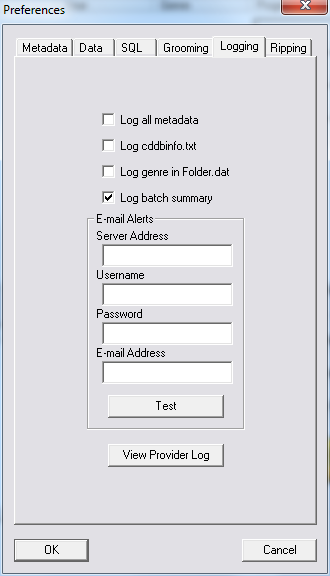 Preferences
Metadata Data SQL Grooming Logging Ripping
Log all metadata
Log cddbinfo.txt
Log genre in Folder.dat
Log batch summary
E-mail Alerts
Server Address
Username
Password
E-mail Address
Test
View Provider Log
OK Cancel